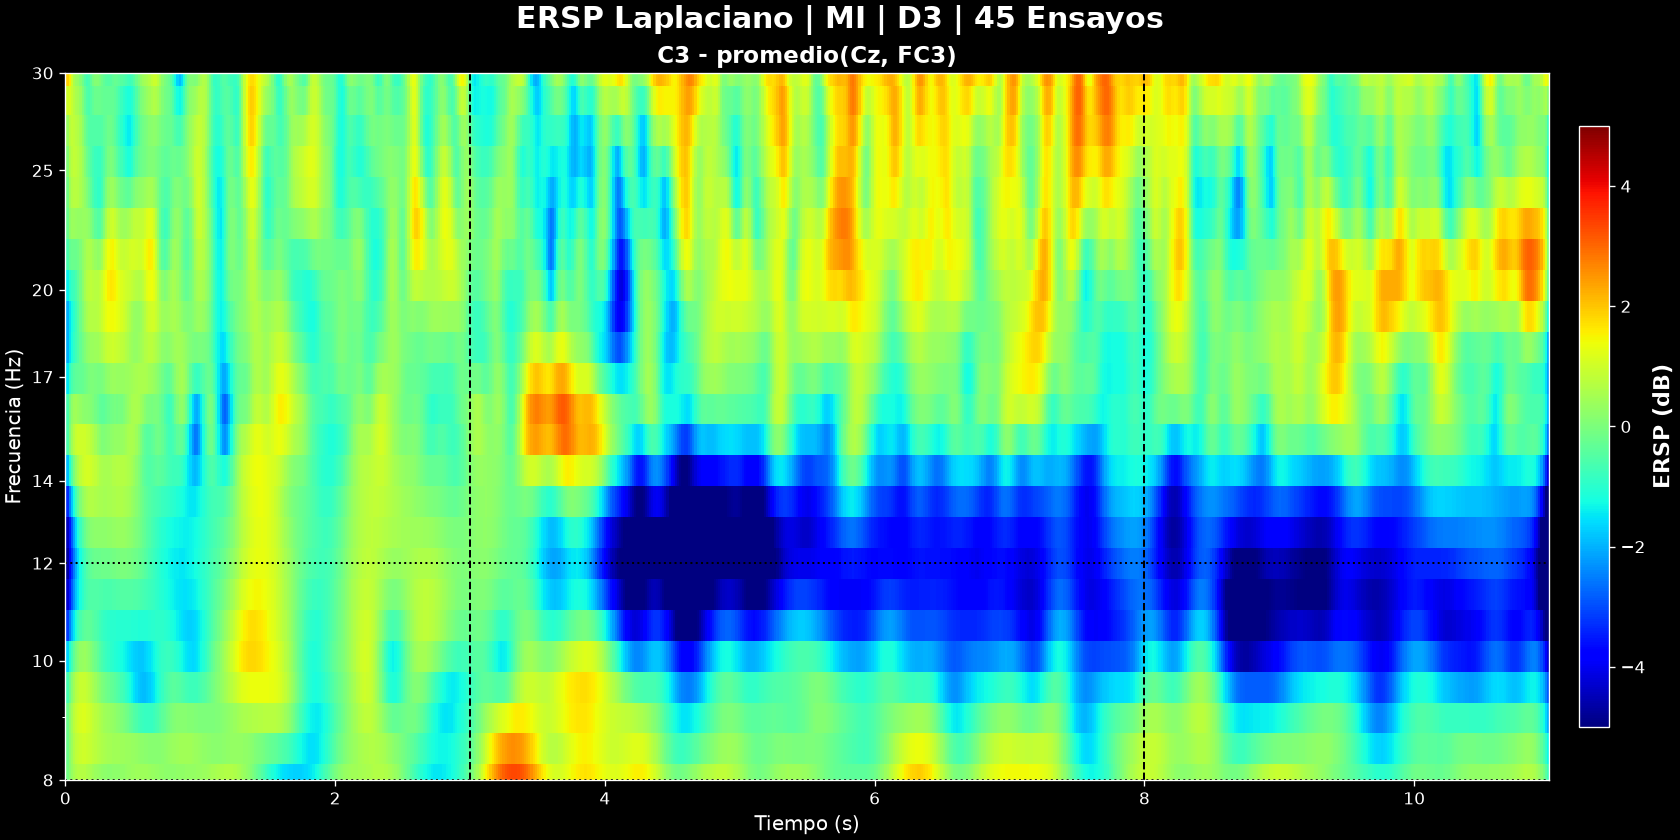 ERSP Laplaciano | MI | D3 | 45 Ensayos
C3 - promedio(Cz, FC3)
Frecuencia (Hz)
30
25
20
17
14
12
10
8
0 2 4 6 8 10
Tiempo (s)
4
2
0
−2
−4
ERSP (dB)